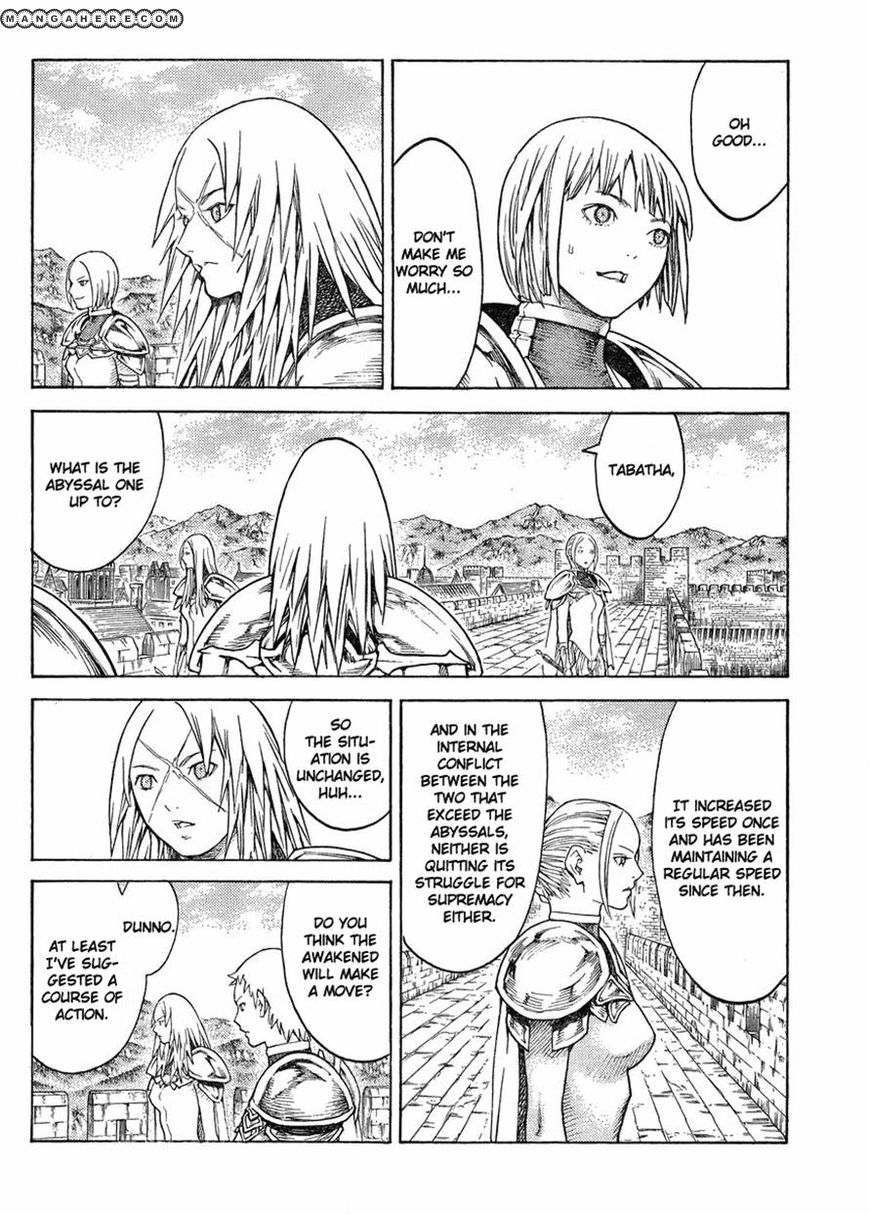 MANGAHERE.COM
OH
GOOD...
DON'T
MAKE ME
WORRY SO
MUCH...
TABATHA,
WHAT IS THE
ABYSSAL ONE
UP TO?
IT INCREASED
ITS SPEED ONCE
AND HAS BEEN
MAINTAINING A
REGULAR SPEED
SINCE THEN.
AND IN THE
INTERNAL
CONFLICT
BETWEEN THE
TWO THAT
EXCEED THE
ABYSSALS,
NEITHER IS
QUITTING ITS
STRUGGLE FOR
SUPREMACY
EITHER.
SO
THE SITU-
ATION IS
UNCHANGED,
HUH...
DO YOU
THINK THE
AWAKENED
WILL MAKE
A MOVE?
DUNNO.
AT LEAST
I'VE SUG-
GESTED A
COURSE OF
ACTION.